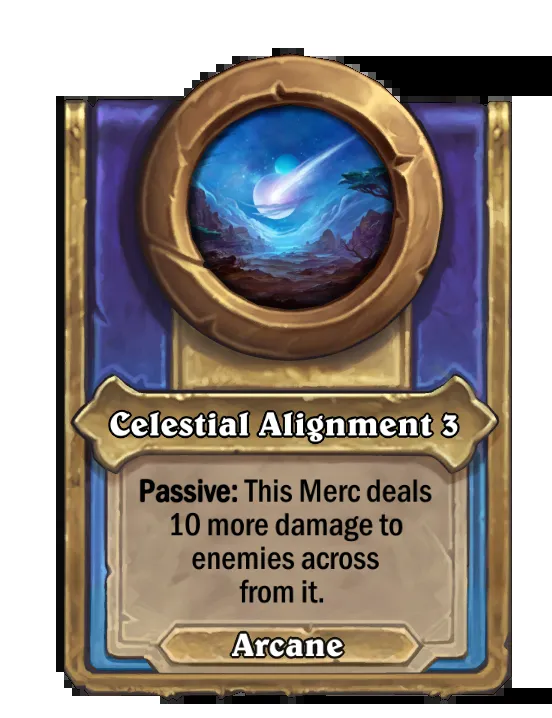 Celestial Alignment 3
Passive: This Merc deals
10 more damage to
enemies across
from it.
Arcane